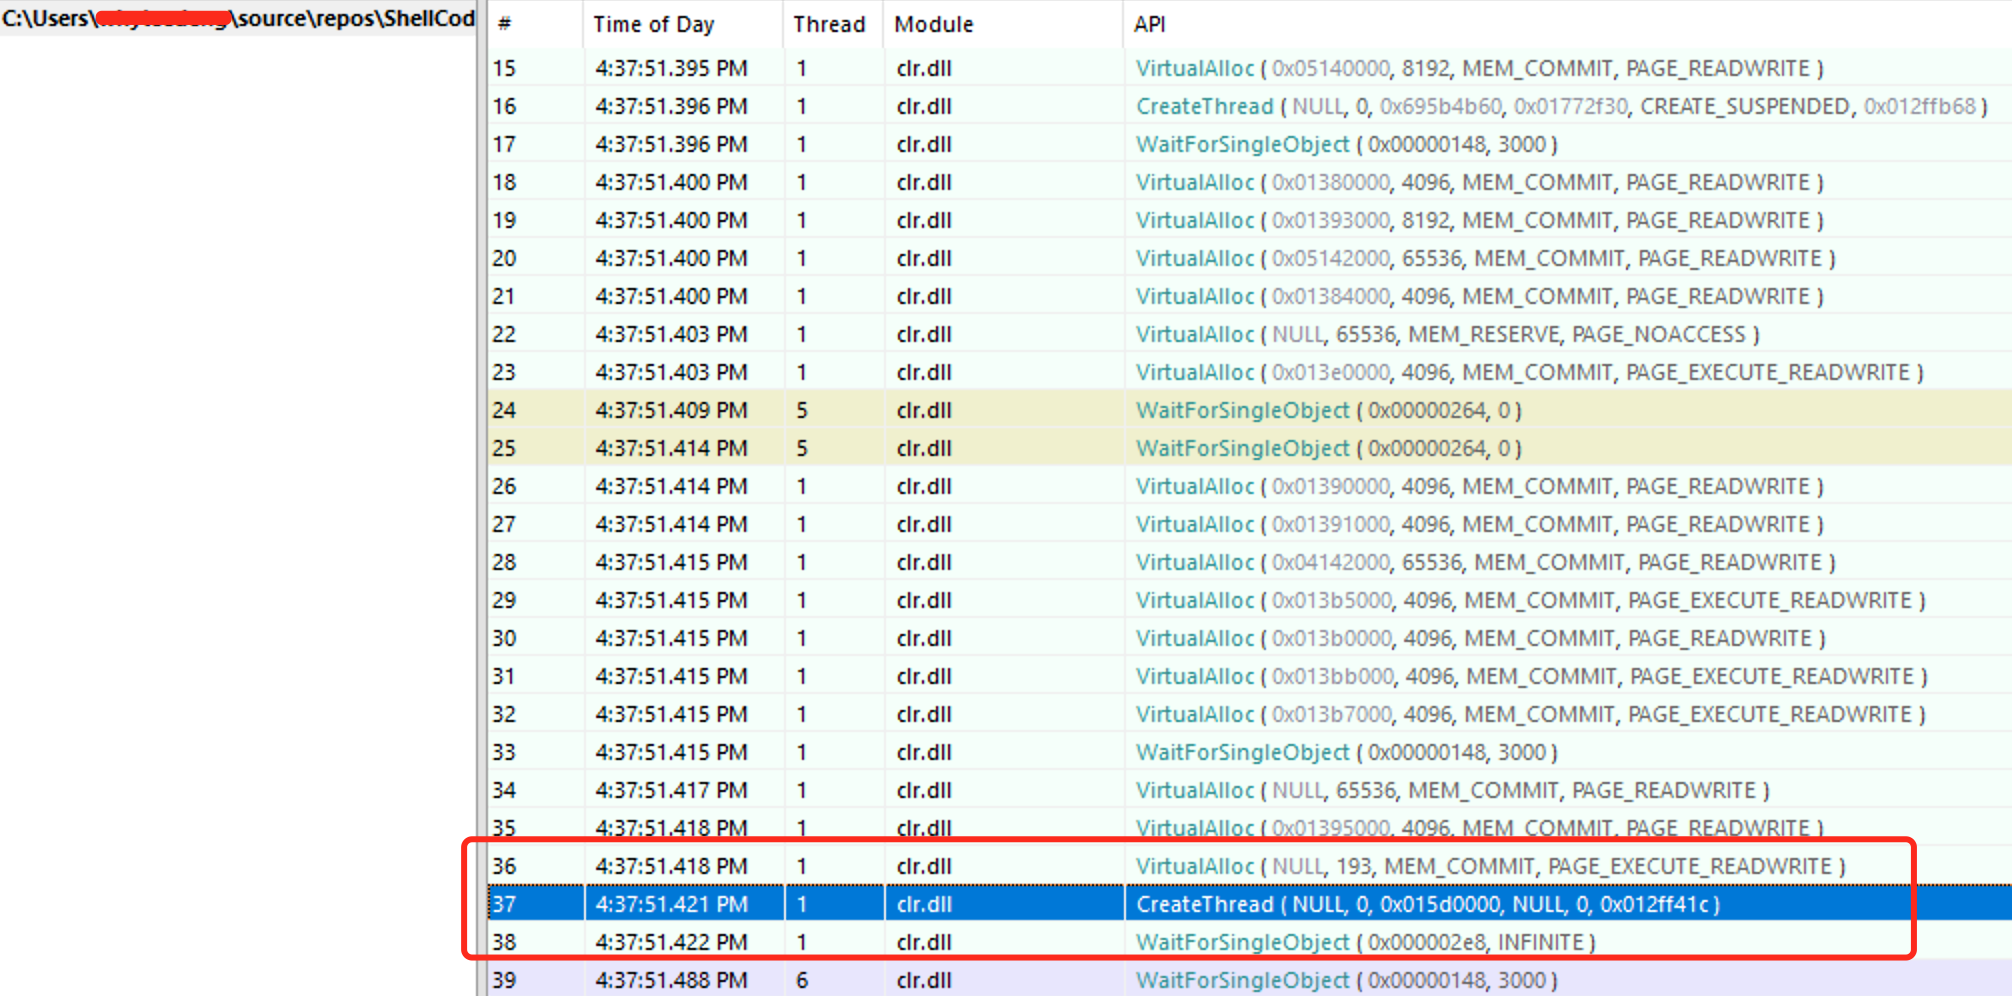 C:\Users\ \source\repos\ShellCod
# Time of Day Thread Module API
15 4:37:51.395 PM 1 clr.dll VirtualAlloc ( 0x05140000, 8192, MEM_COMMIT, PAGE_READWRITE )
16 4:37:51.396 PM 1 clr.dll CreateThread ( NULL, 0, 0x695b4b60, 0x01772f30, CREATE_SUSPENDED, 0x012ffb68 )
17 4:37:51.396 PM 1 clr.dll WaitForSingleObject ( 0x00000148, 3000 )
18 4:37:51.400 PM 1 clr.dll VirtualAlloc ( 0x01380000, 4096, MEM_COMMIT, PAGE_READWRITE )
19 4:37:51.400 PM 1 clr.dll VirtualAlloc ( 0x01393000, 8192, MEM_COMMIT, PAGE_READWRITE )
20 4:37:51.400 PM 1 clr.dll VirtualAlloc ( 0x05142000, 65536, MEM_COMMIT, PAGE_READWRITE )
21 4:37:51.400 PM 1 clr.dll VirtualAlloc ( 0x01384000, 4096, MEM_COMMIT, PAGE_READWRITE )
22 4:37:51.403 PM 1 clr.dll VirtualAlloc ( NULL, 65536, MEM_RESERVE, PAGE_NOACCESS )
23 4:37:51.403 PM 1 clr.dll VirtualAlloc ( 0x013e0000, 4096, MEM_COMMIT, PAGE_EXECUTE_READWRITE )
24 4:37:51.409 PM 5 clr.dll WaitForSingleObject ( 0x00000264, 0 )
25 4:37:51.414 PM 5 clr.dll WaitForSingleObject ( 0x00000264, 0 )
26 4:37:51.414 PM 1 clr.dll VirtualAlloc ( 0x01390000, 4096, MEM_COMMIT, PAGE_READWRITE )
27 4:37:51.414 PM 1 clr.dll VirtualAlloc ( 0x01391000, 4096, MEM_COMMIT, PAGE_READWRITE )
28 4:37:51.415 PM 1 clr.dll VirtualAlloc ( 0x04142000, 65536, MEM_COMMIT, PAGE_READWRITE )
29 4:37:51.415 PM 1 clr.dll VirtualAlloc ( 0x013b5000, 4096, MEM_COMMIT, PAGE_EXECUTE_READWRITE )
30 4:37:51.415 PM 1 clr.dll VirtualAlloc ( 0x013b0000, 4096, MEM_COMMIT, PAGE_READWRITE )
31 4:37:51.415 PM 1 clr.dll VirtualAlloc ( 0x013bb000, 4096, MEM_COMMIT, PAGE_EXECUTE_READWRITE )
32 4:37:51.415 PM 1 clr.dll VirtualAlloc ( 0x013b7000, 4096, MEM_COMMIT, PAGE_EXECUTE_READWRITE )
33 4:37:51.415 PM 1 clr.dll WaitForSingleObject ( 0x00000148, 3000 )
34 4:37:51.417 PM 1 clr.dll VirtualAlloc ( NULL, 65536, MEM_COMMIT, PAGE_READWRITE )
35 4:37:51.418 PM 1 clr.dll VirtualAlloc ( 0x01395000, 4096, MEM_COMMIT, PAGE_READWRITE )
36 4:37:51.418 PM 1 clr.dll VirtualAlloc ( NULL, 193, MEM_COMMIT, PAGE_EXECUTE_READWRITE )
37 4:37:51.421 PM 1 clr.dll CreateThread ( NULL, 0, 0x015d0000, NULL, 0, 0x012ff41c )
38 4:37:51.422 PM 1 clr.dll WaitForSingleObject ( 0x000002e8, INFINITE )
39 4:37:51.488 PM 6 clr.dll WaitForSingleObject ( 0x00000148, 3000 )